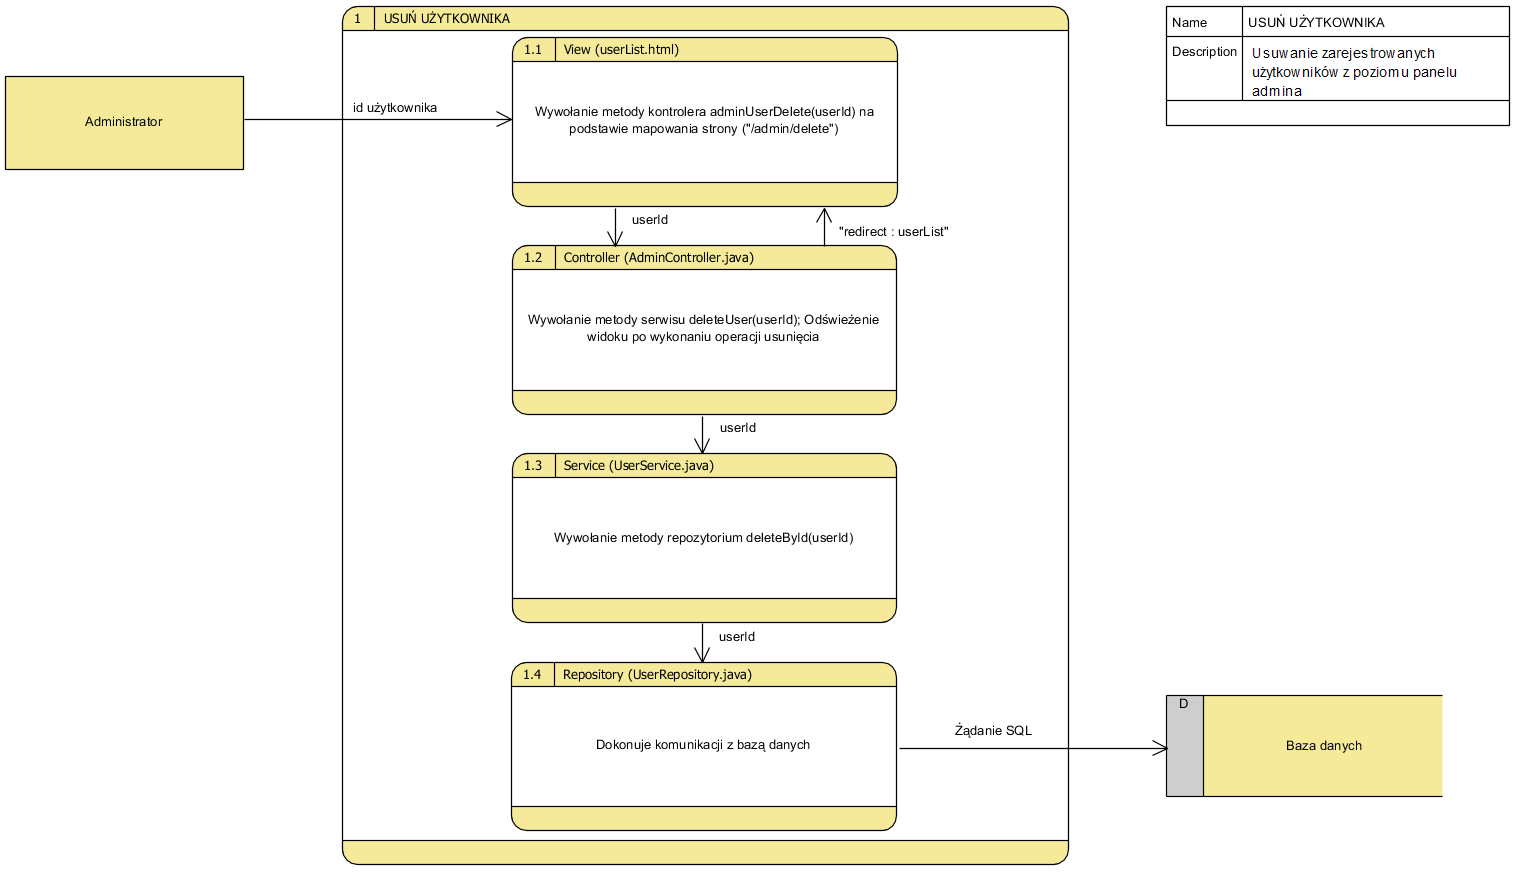 1 USUŃ UŻYTKOWNIKA
Name USUŃ UŻYTKOWNIKA
Description Usuwanie zarejestrowanych
użytkowników z poziomu panelu
admina
1.1 View (userList.html)
Administrator
id użytkownika
Wywołanie metody kontrolera adminUserDelete(userId) na
podstawie mapowania strony ("/admin/delete")
userId
"redirect : userList"
1.2 Controller (AdminController.java)
Wywołanie metody serwisu deleteUser(userId); Odświeżenie
widoku po wykonaniu operacji usunięcia
userId
1.3 Service (UserService.java)
Wywołanie metody repozytorium deleteById(userId)
userId
1.4 Repository (UserRepository.java)
Dokonuje komunikacji z bazą danych
Żądanie SQL
D
Baza danych